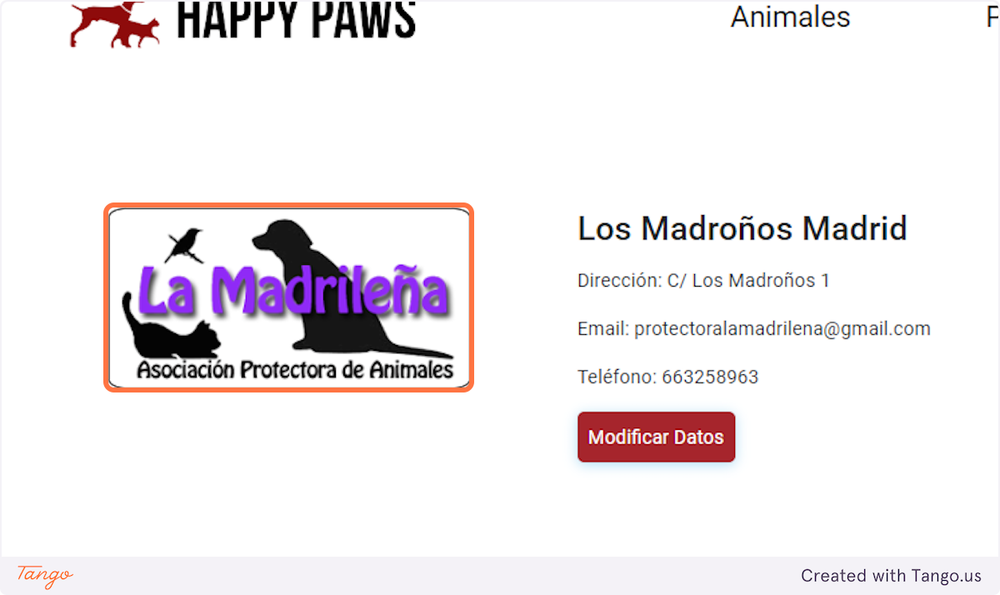 HAPPY PAWS
Animales
La Madrileña
Asociación Protectora de Animales
Los Madroños Madrid
Dirección: C/ Los Madroños 1
Email: protectoralamadrilena@gmail.com
Teléfono: 663258963
Modificar Datos
Tango
Created with Tango.us